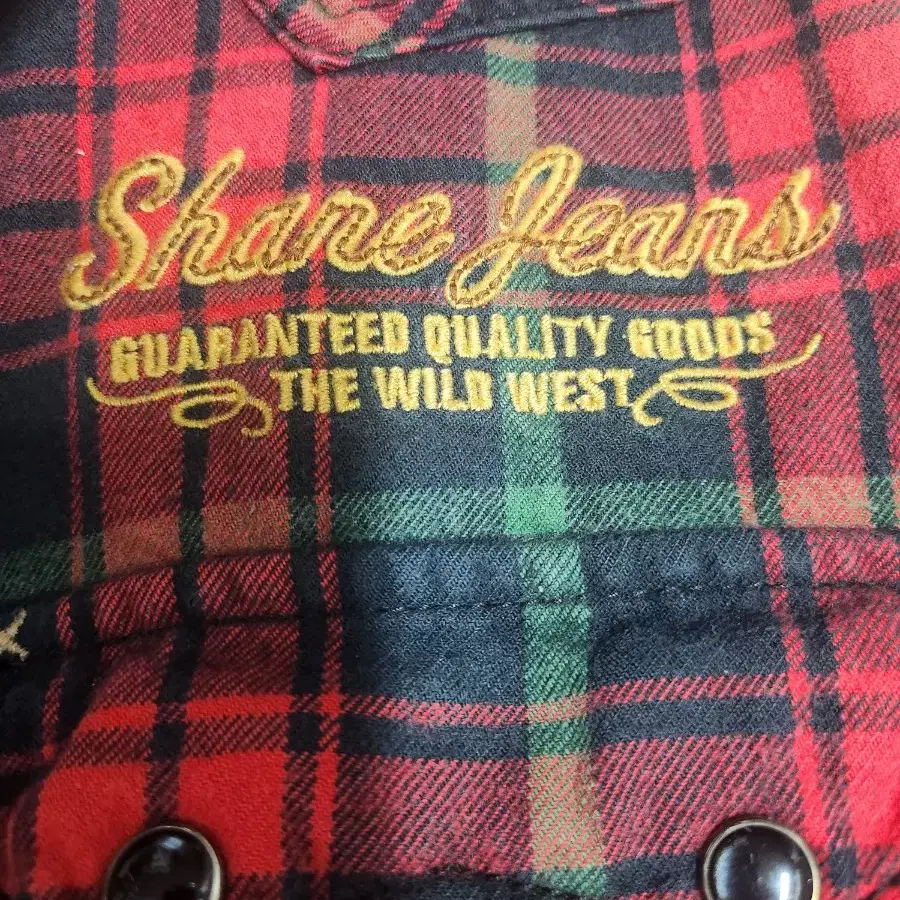 Shane Jeans
GUARANTEED QUALITY GOODS
THE WILD WEST